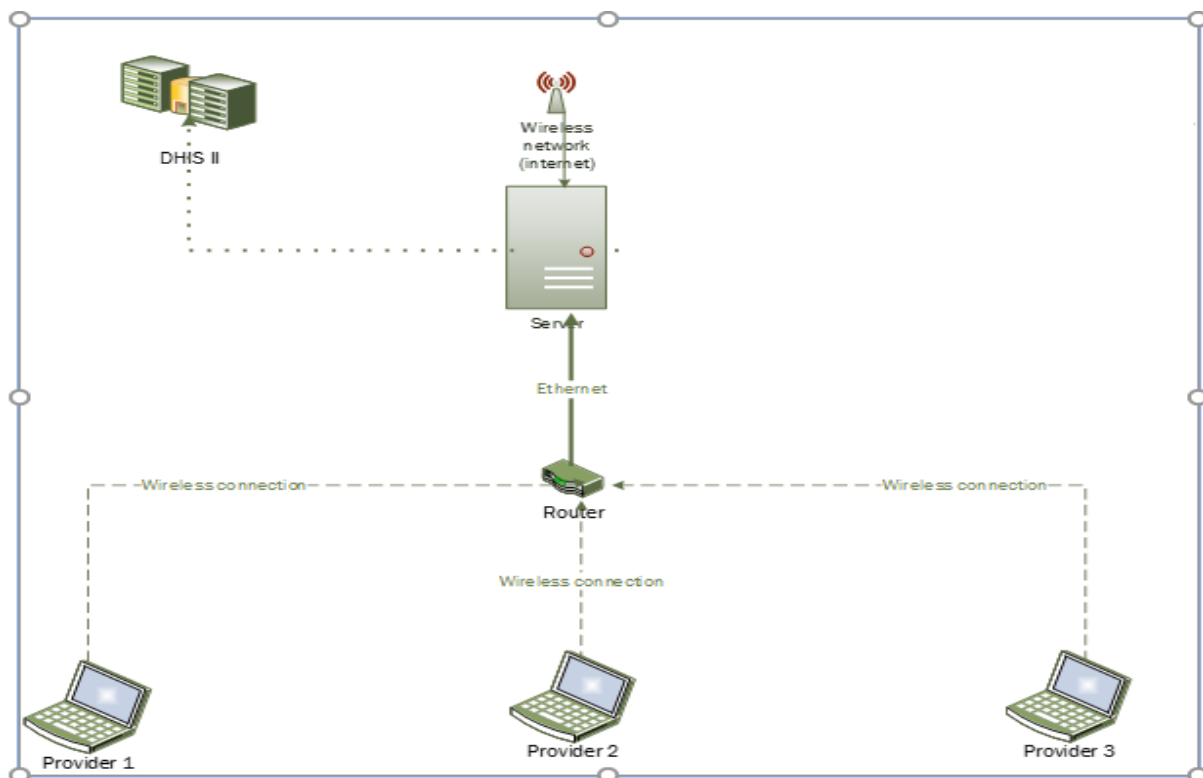 Wireless
network
(internet)
DHIS II
Server
Ethernet
Wireless connection
Wireless connection
Router
Wireless connection
Provider 1
Provider 2
Provider 3